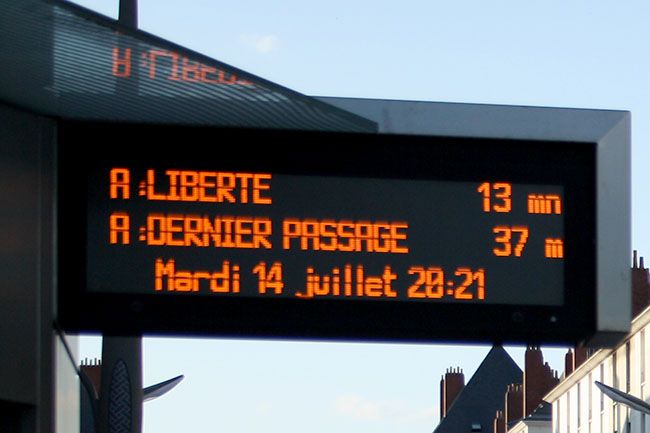 A :LIBERTE 13 mn
A :DERNIER PASSAGE 37 m
Mardi 14 juillet 20:21